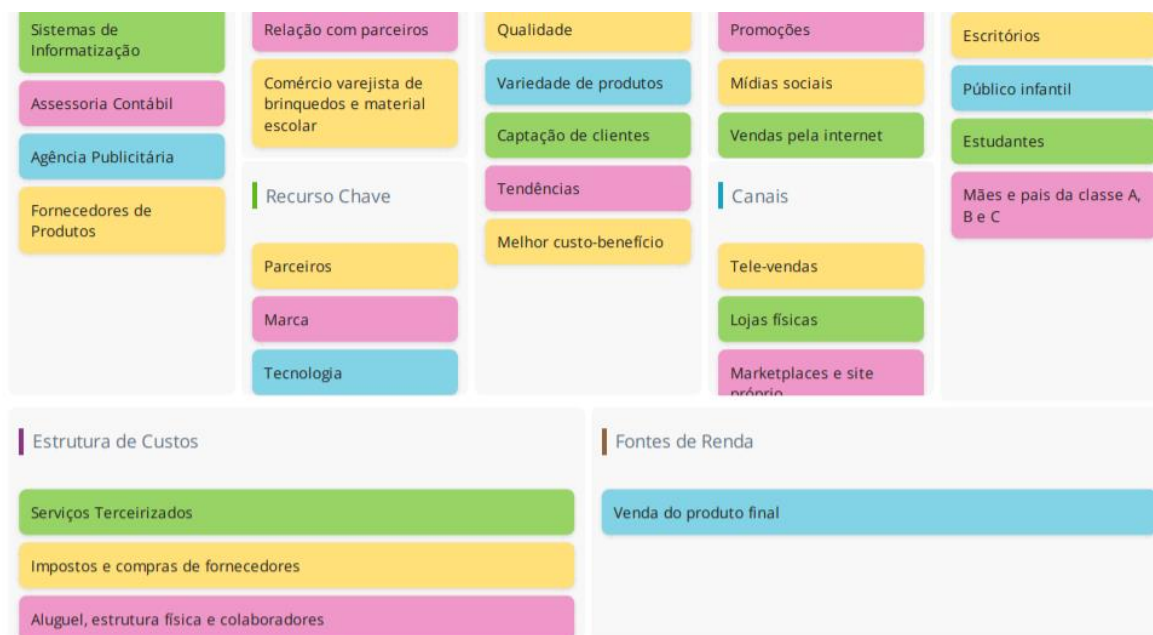 Sistemas de
Informatização
Assessoria Contábil
Agência Publicitária
Fornecedores de
Produtos
Relação com parceiros
Comércio varejista de
brinquedos e material
escolar
Recurso Chave
Parceiros
Marca
Tecnologia
Qualidade
Variedade de produtos
Captação de clientes
Tendências
Melhor custo-benefício
Promoções
Mídias sociais
Vendas pela internet
Canais
Tele-vendas
Lojas físicas
Marketplaces e site
próprio
Escritórios
Público infantil
Estudantes
Mães e pais da classe A,
B e C
Estrutura de Custos
Serviços Terceirizados
Impostos e compras de fornecedores
Aluguel, estrutura física e colaboradores
Fontes de Renda
Venda do produto final